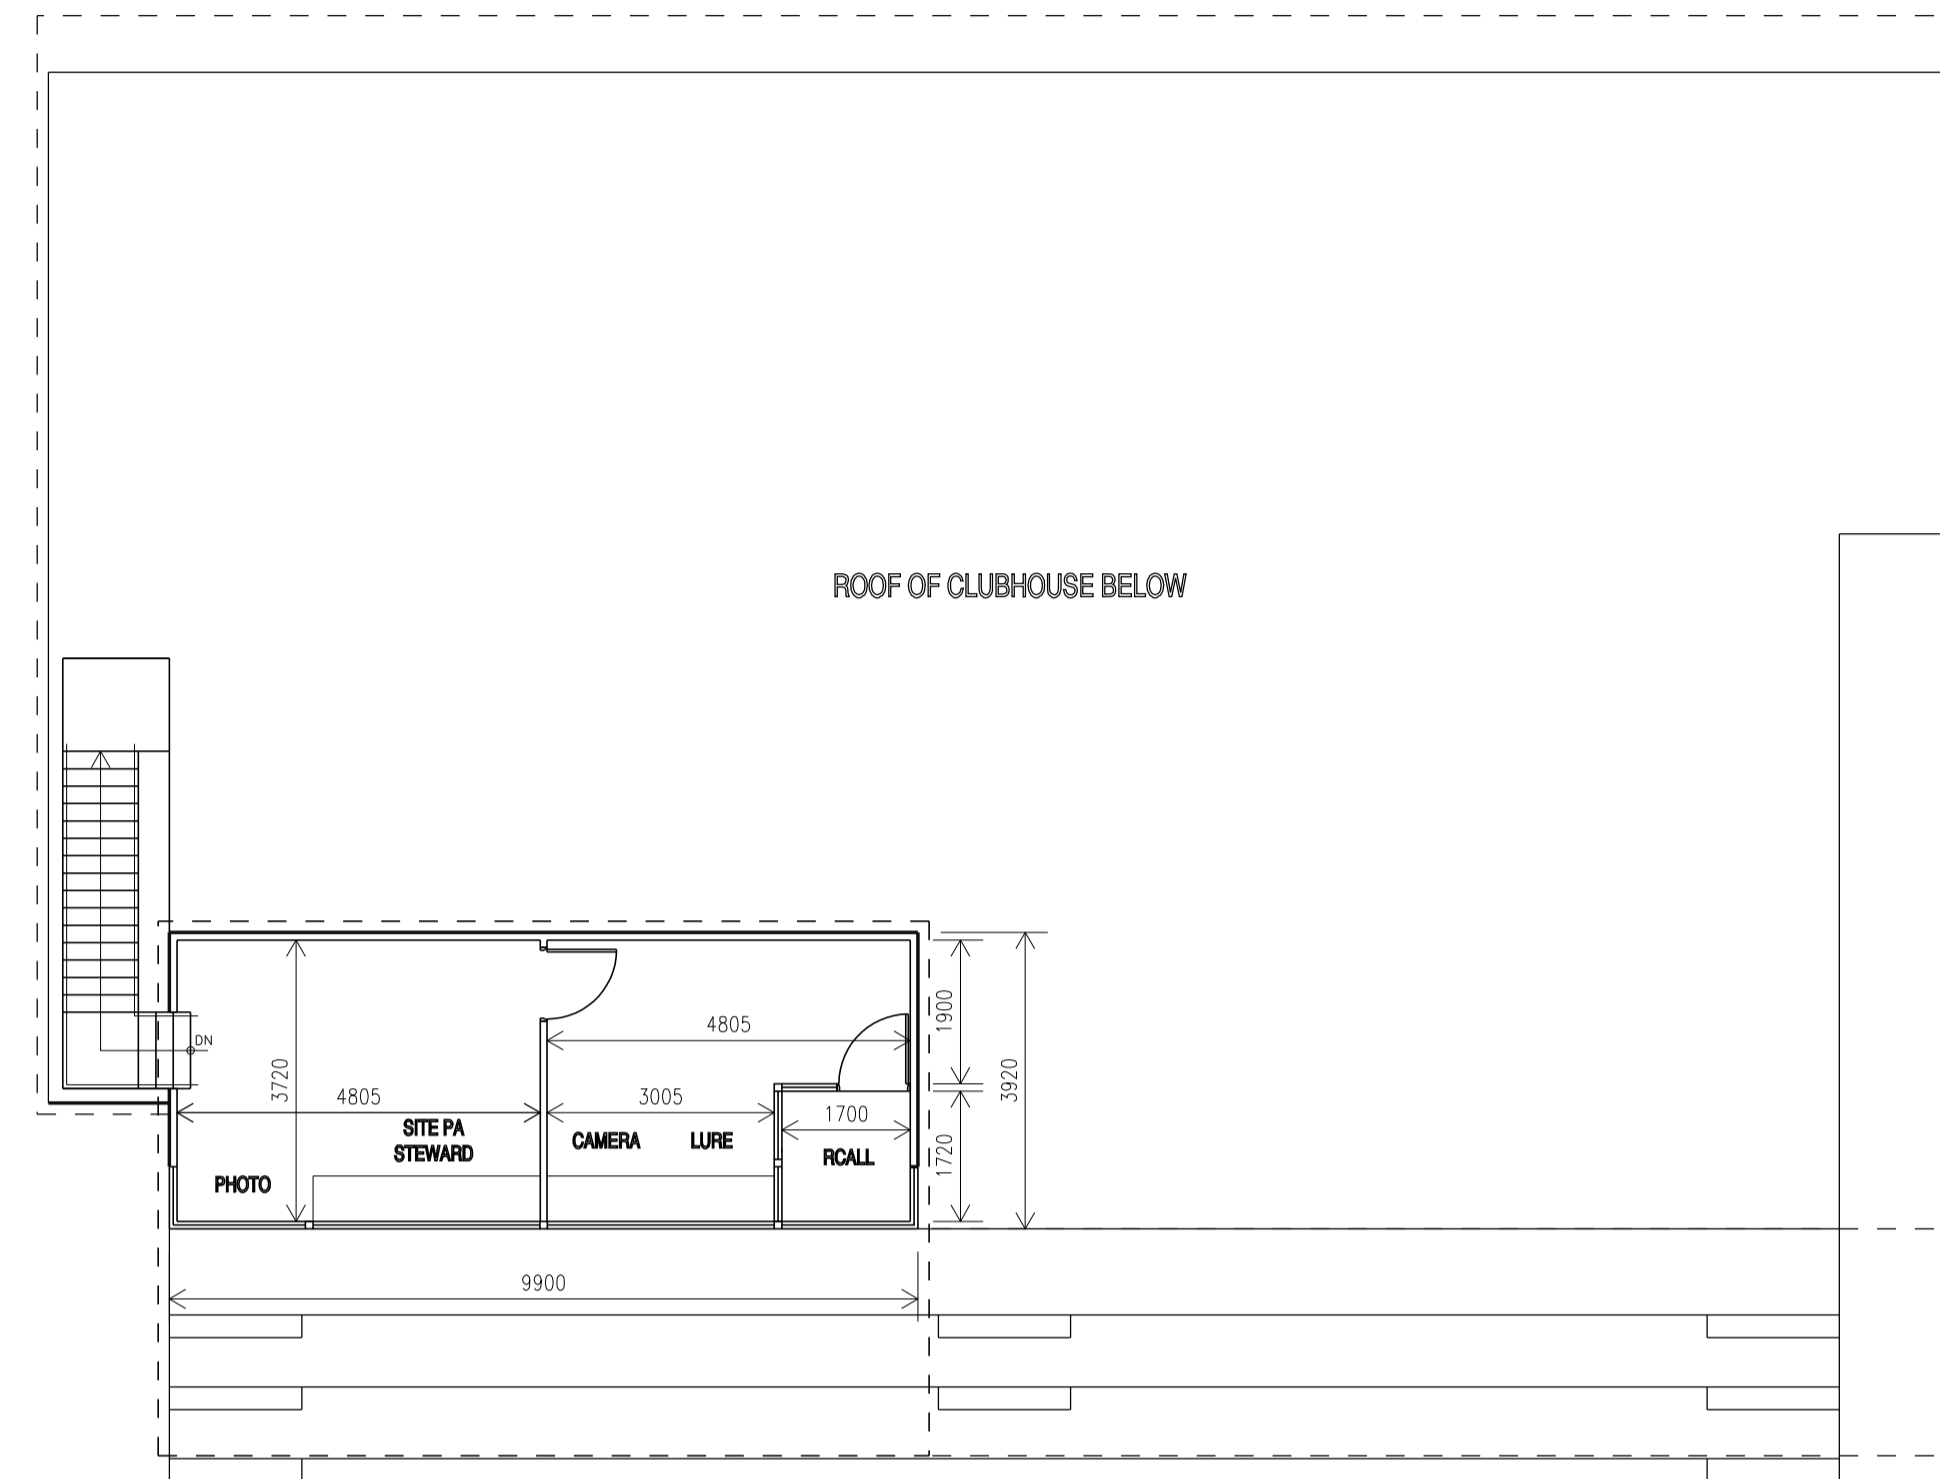 ROOF OF CLUBHOUSE BELOW
DN
4805
1900
3720
3920
4805
3005
1700
SITE PA
STEWARD
CAMERA
LURE
RCALL
1720
PHOTO
9900